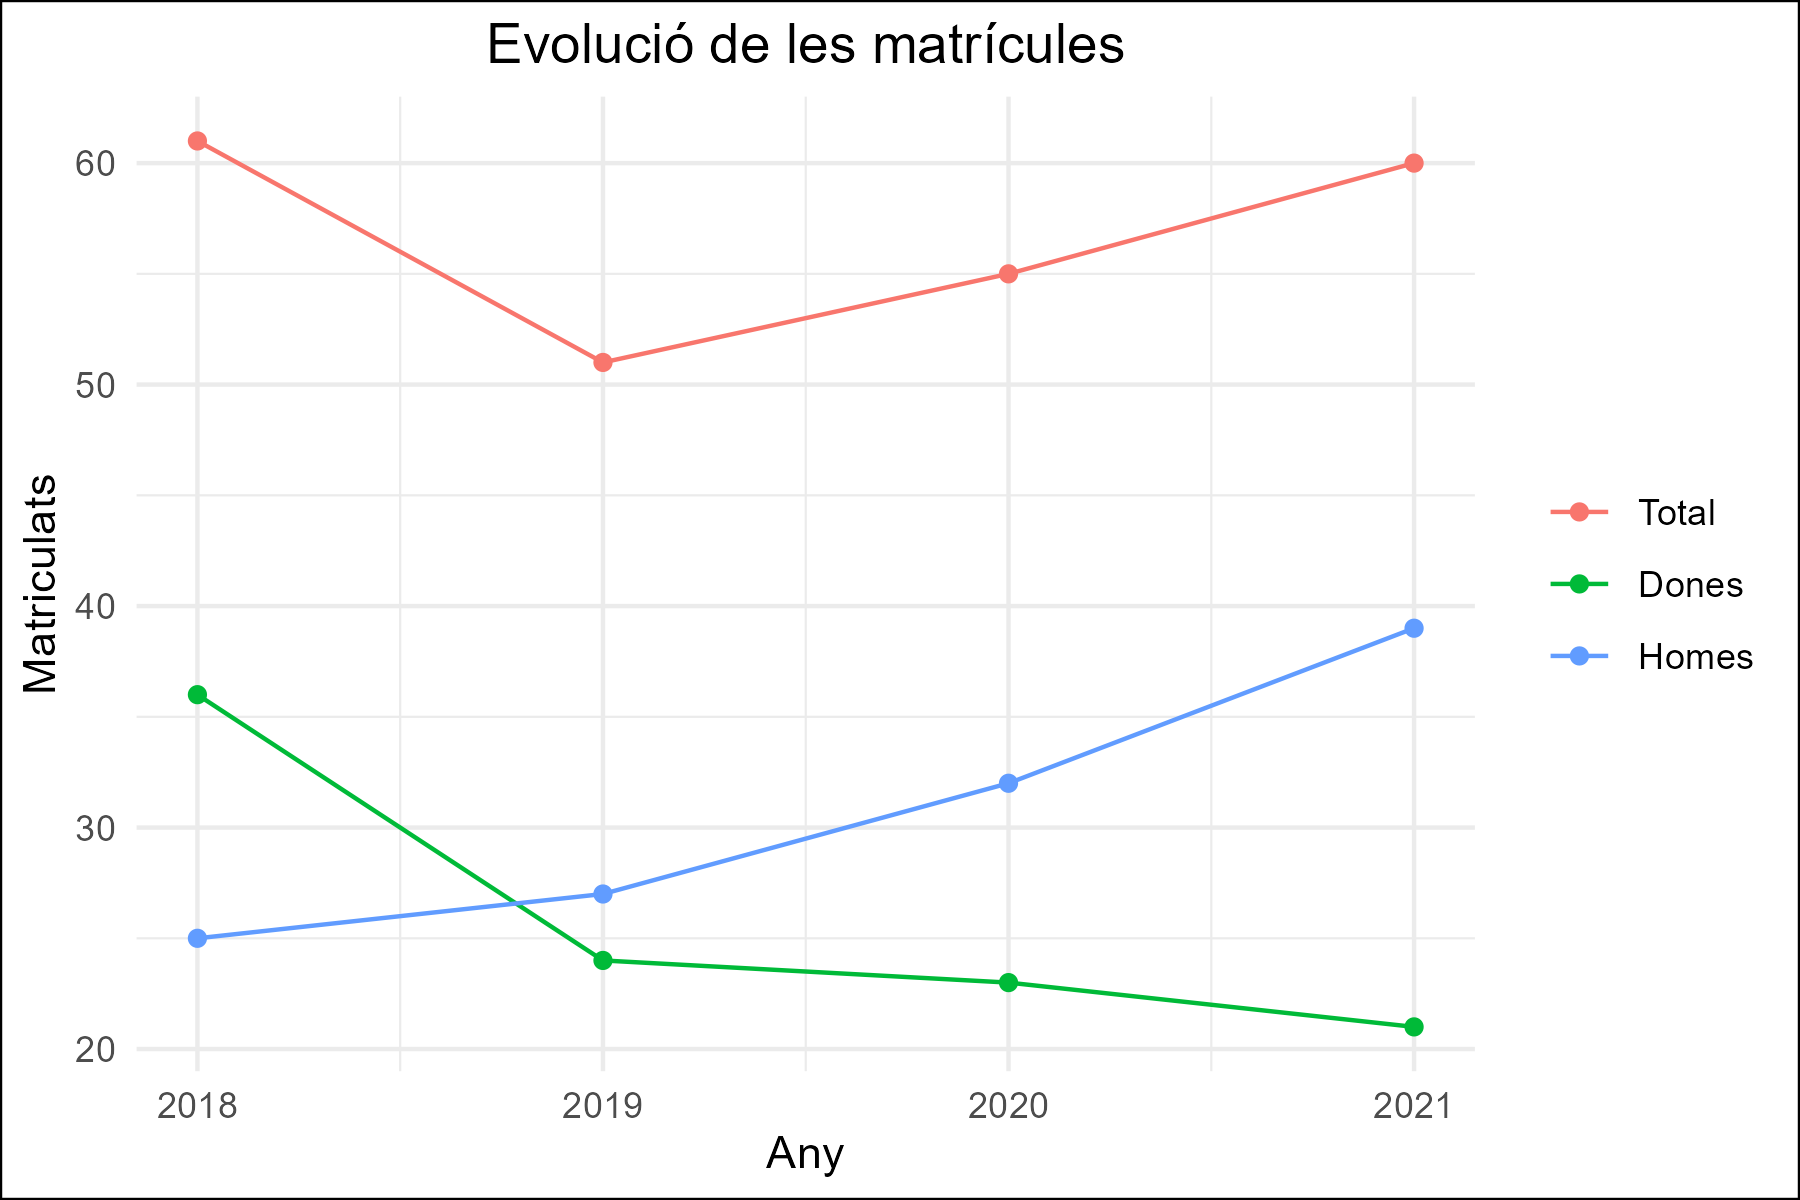 Evolució de les matrícules
60
50
40
30
20
Matriculats
2018 2019 2020 2021
Any
Total
Dones
Homes